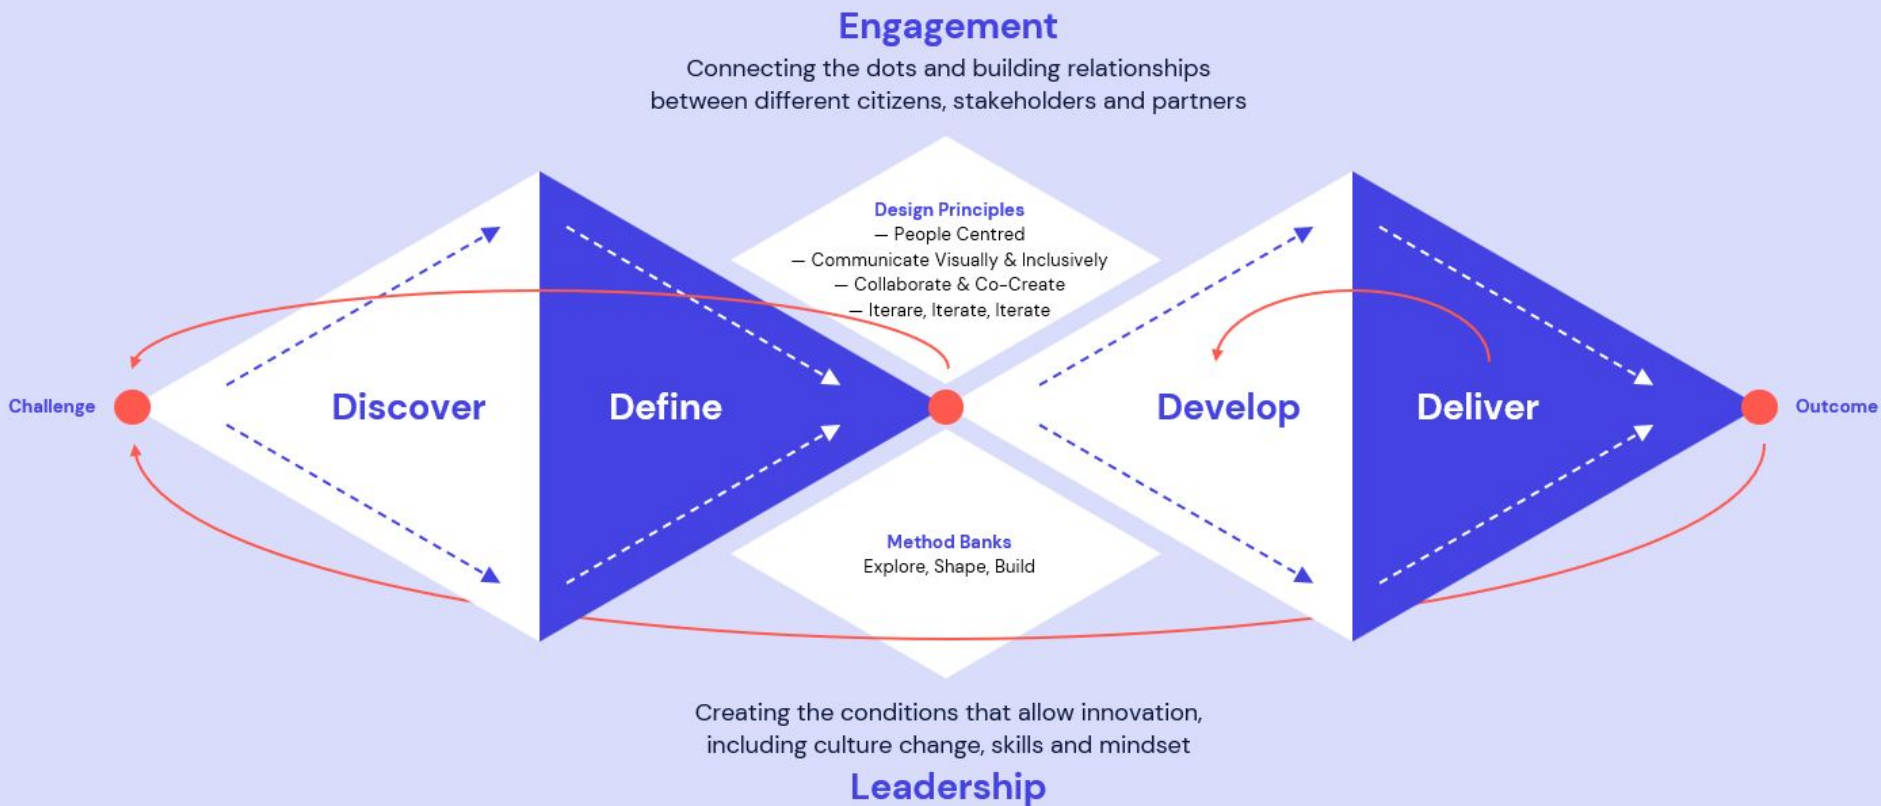 Engagement
Connecting the dots and building relationships
between different citizens, stakeholders and partners
Design Principles
— People Centred
— Communicate Visually & Inclusively
— Collaborate & Co-Create
— Iterare, Iterate, Iterate
Challenge
Discover
Define
Develop
Deliver
Outcome
Method Banks
Explore, Shape, Build
Creating the conditions that allow innovation,
including culture change, skills and mindset
Leadership